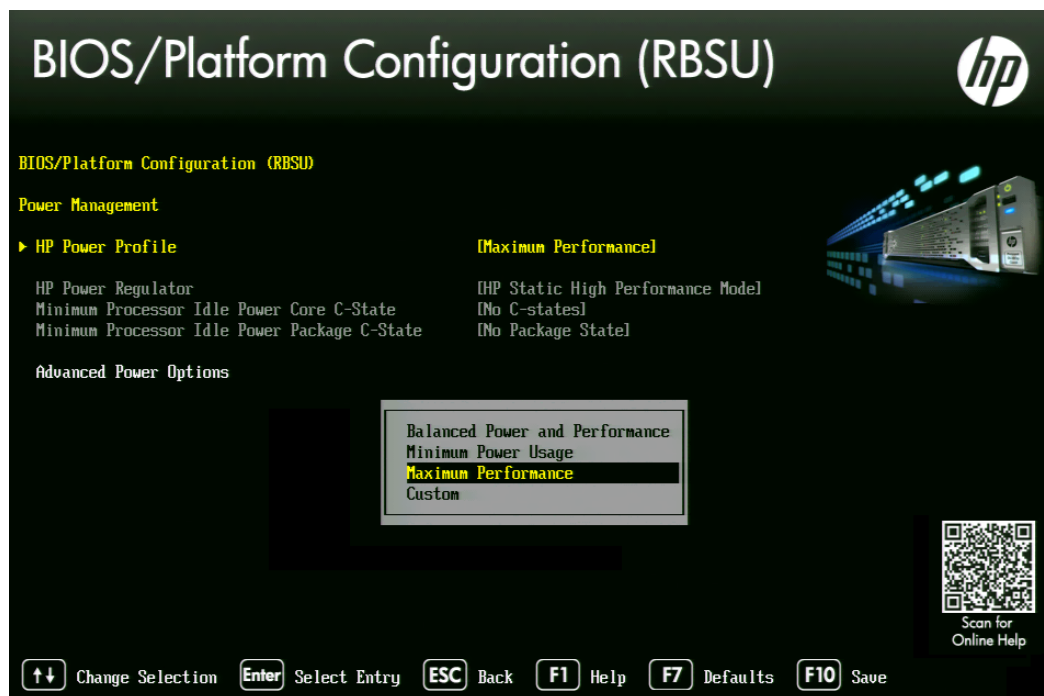 BIOS/Platform Configuration (RBSU)
hp
BIOS/Platform Configuration (RBSU)
Power Management
HP Power Profile [Maximum Performance]
HP Power Regulator [HP Static High Performance Mode]
Minimum Processor Idle Power Core C-State [No C-states]
Minimum Processor Idle Power Package C-State [No Package State]
Advanced Power Options
Balanced Power and Performance
Minimum Power Usage
Maximum Performance
Custom
Scan for
Online Help
↑↓ Change Selection Enter Select Entry ESC Back F1 Help F7 Defaults F10 Save